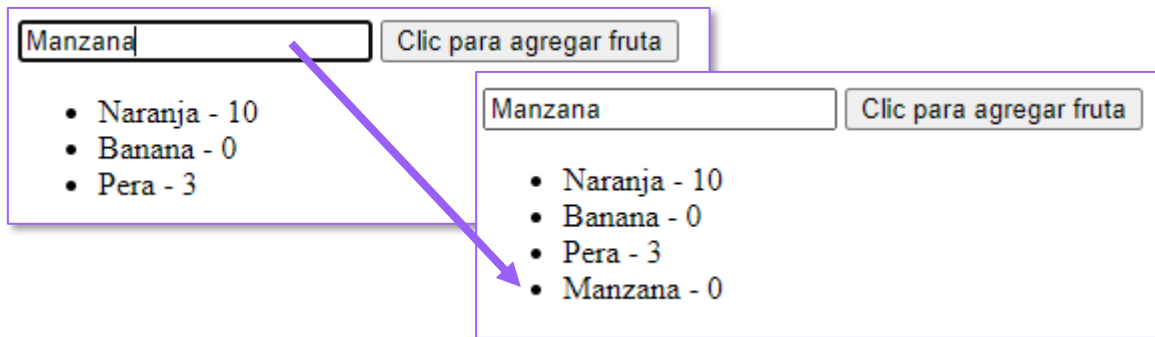 Manzana Clic para agregar fruta
Naranja - 10
Banana - 0
Pera - 3
Manzana Clic para agregar fruta
Naranja - 10
Banana - 0
Pera - 3
Manzana - 0